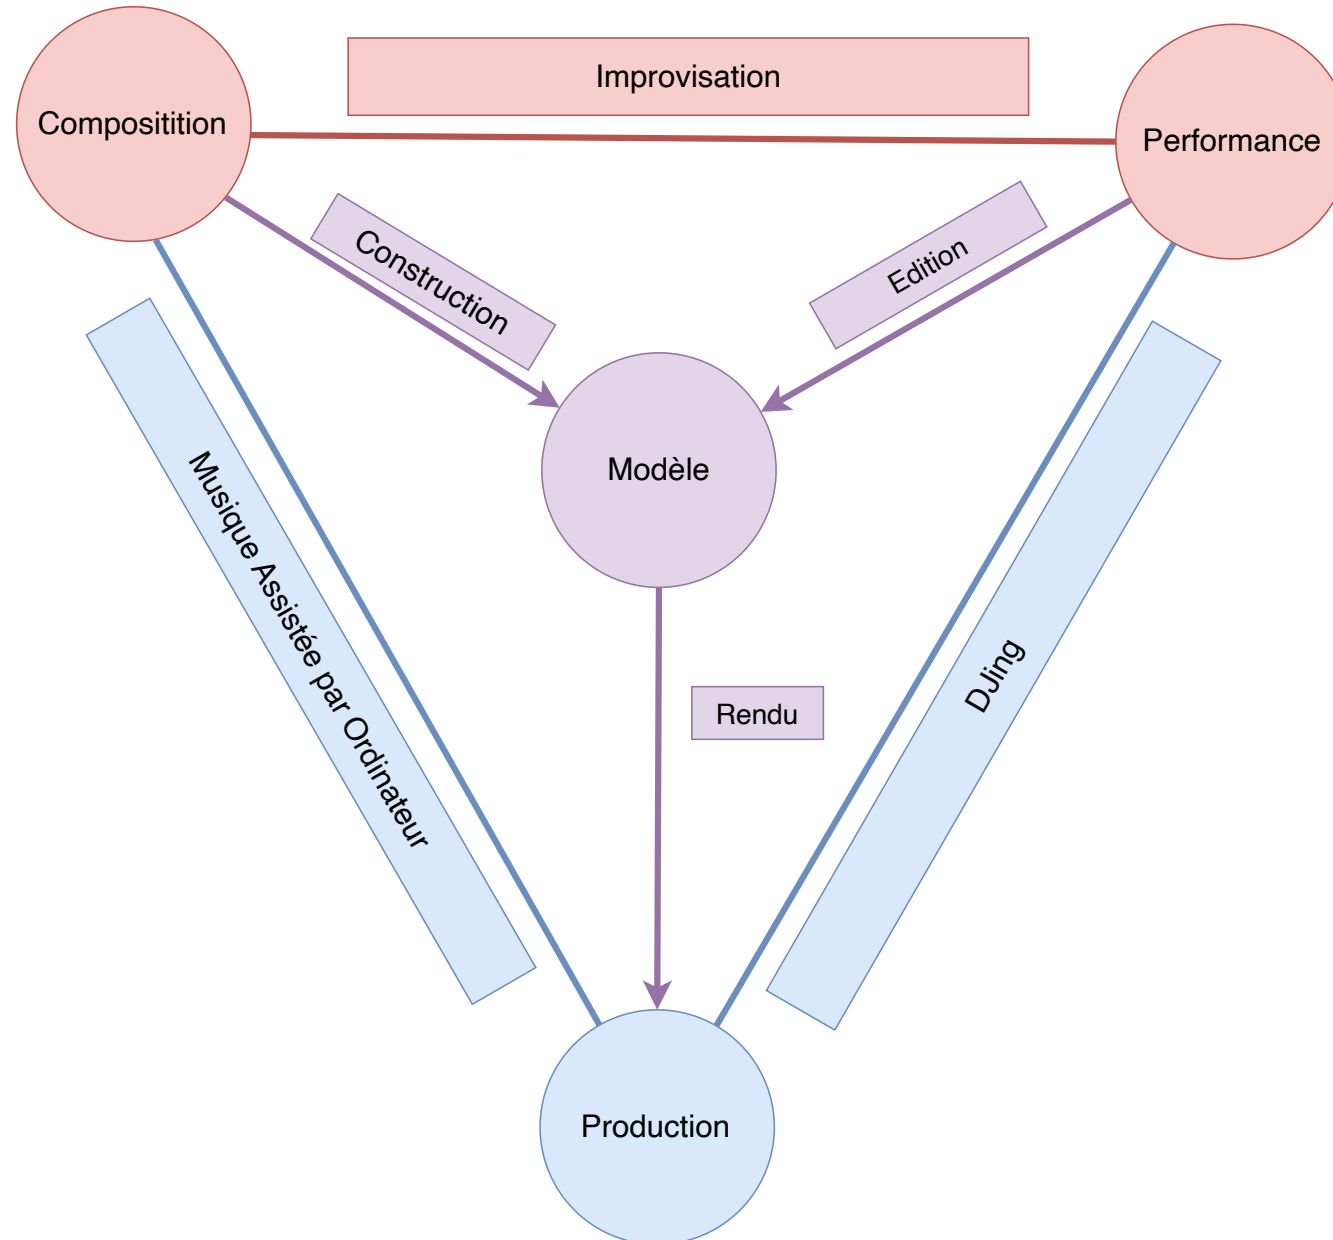 Improvisation
Compositition
Performance
Construction
Edition
Modèle
Musique Assistée par Ordinateur
DJing
Rendu
Production